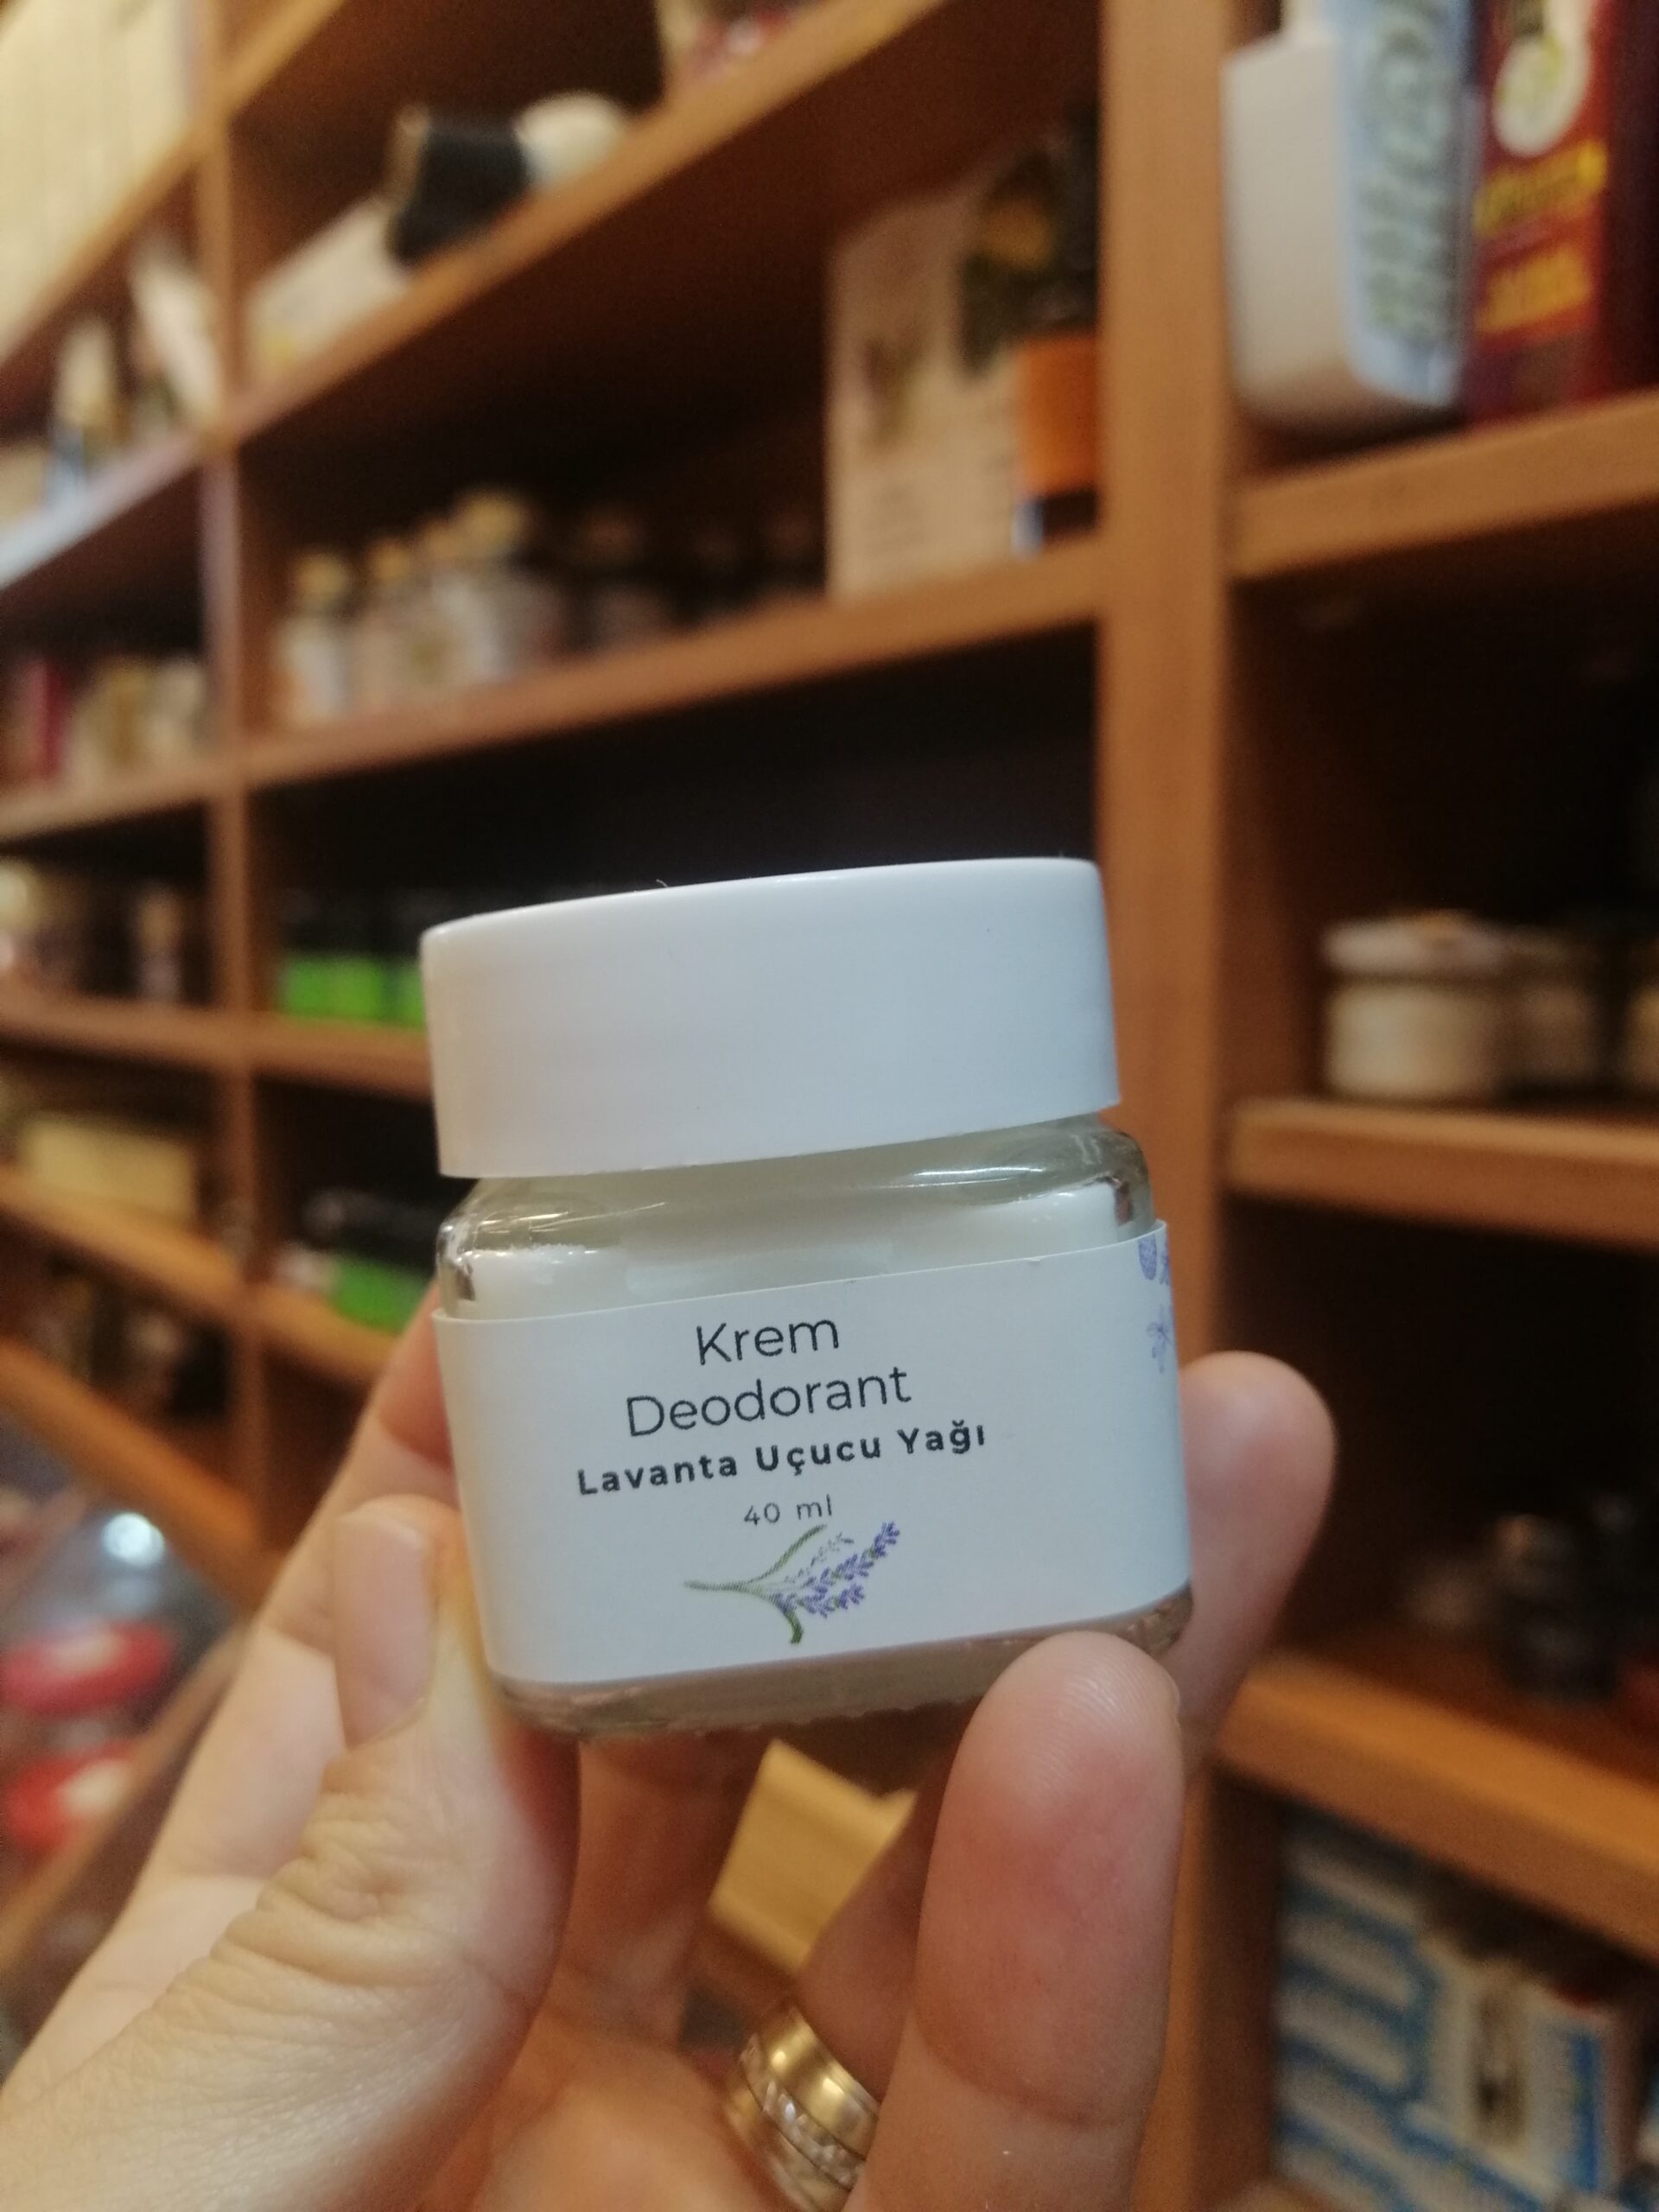 Krem
Deodorant
Lavanta Uçucu Yağı
40 ml